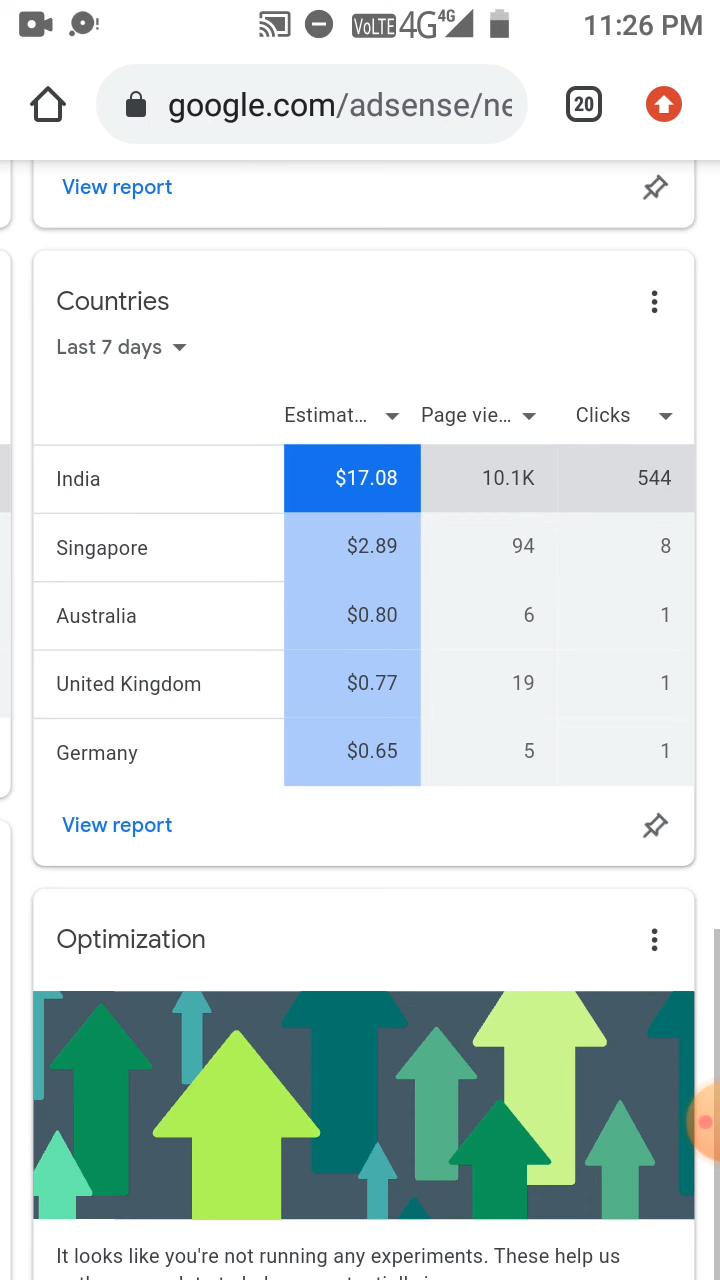 VoLTE 4G 4G 11:26 PM
google.com/adsense/ne 20
View report
Countries
Last 7 days
Estimat... Page vie... Clicks
India $17.08 10.1K 544
Singapore $2.89 94 8
Australia $0.80 6 1
United Kingdom $0.77 19 1
Germany $0.65 5 1
View report
Optimization
It looks like you're not running any experiments. These help us